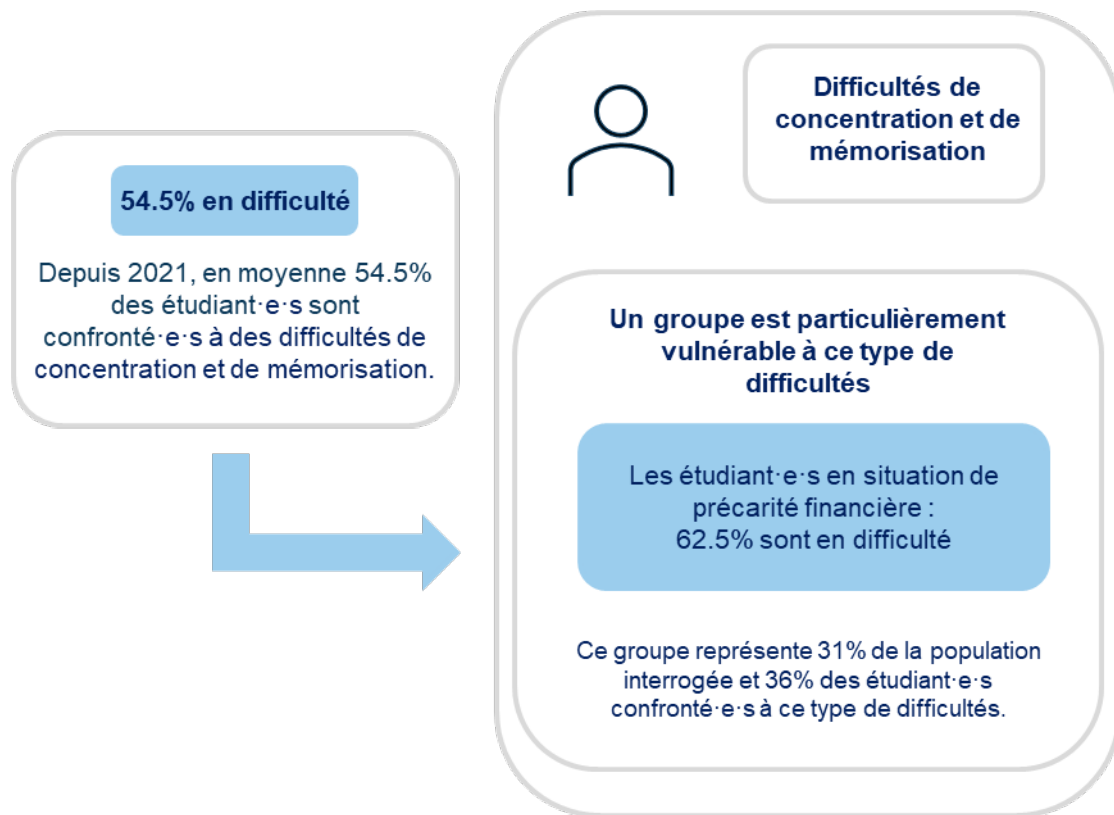 54.5% en difficulté
Depuis 2021, en moyenne 54.5%
des étudiant·e·s sont
confronté·e·s à des difficultés de
concentration et de mémorisation.
Difficultés de
concentration et de
mémorisation
Un groupe est particulièrement
vulnérable à ce type de
difficultés
Les étudiant·e·s en situation de
précarité financière :
62.5% sont en difficulté
Ce groupe représente 31% de la population
interrogée et 36% des étudiant·e·s
confronté·e·s à ce type de difficultés.